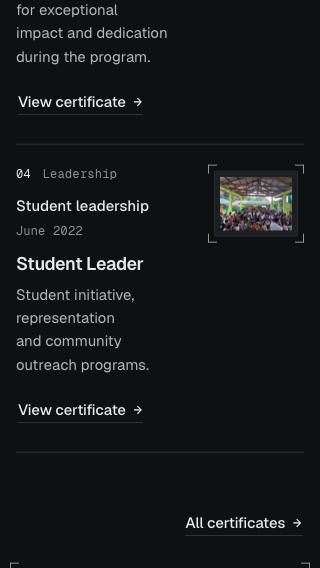 for exceptional
impact and dedication
during the program.
View certificate →
04 Leadership
Student leadership
June 2022
Student Leader
Student initiative,
representation
and community
outreach programs.
View certificate →
All certificates →